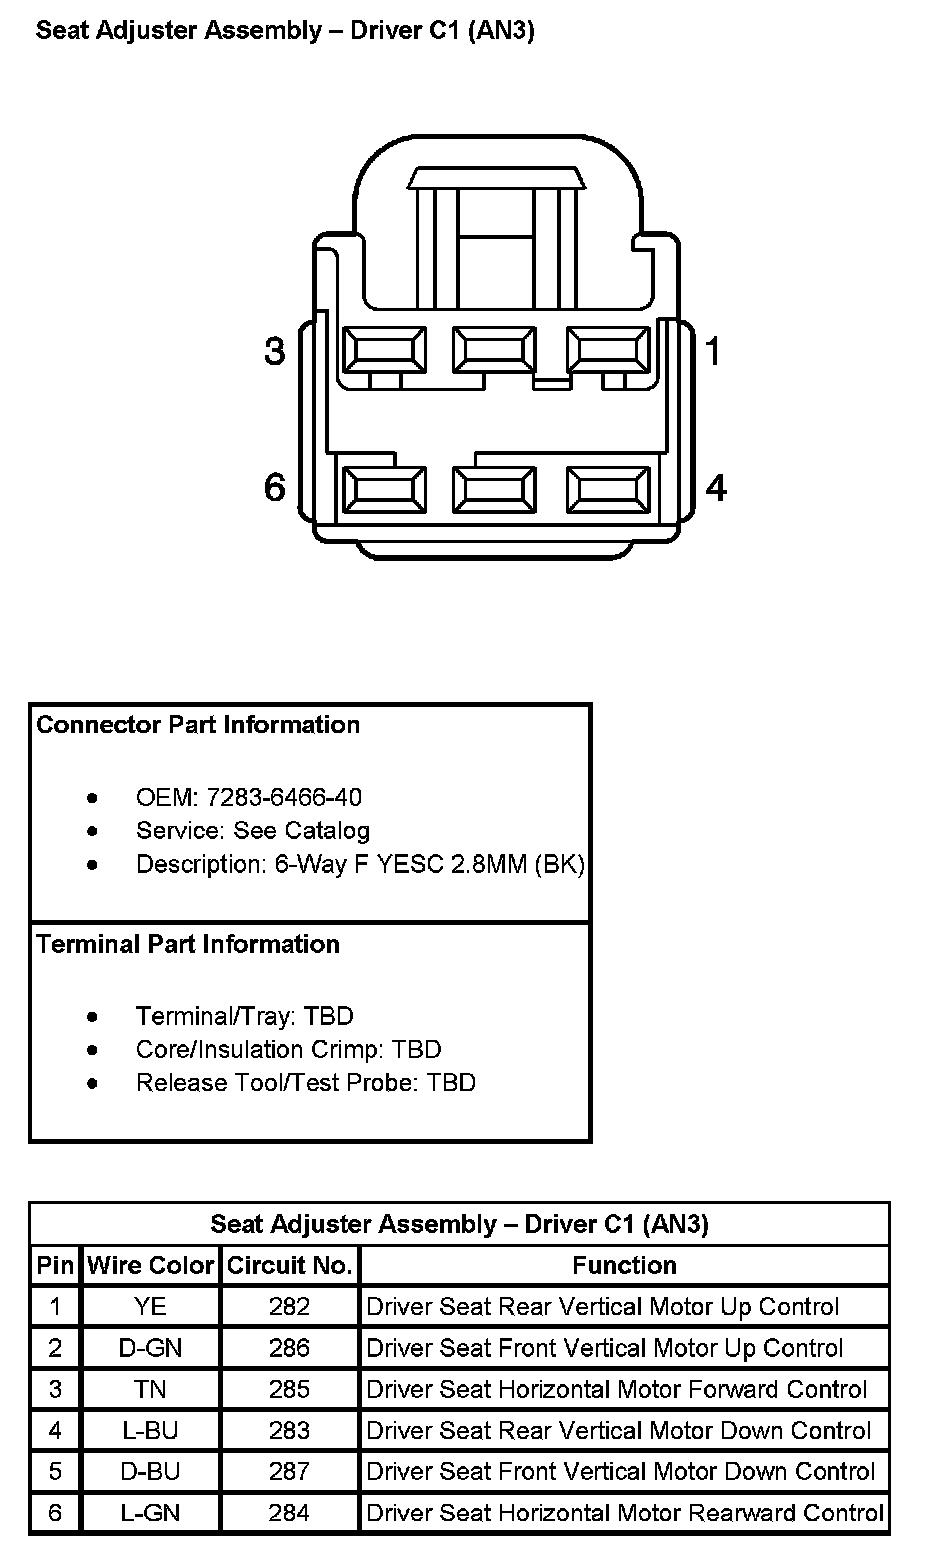 Seat Adjuster Assembly – Driver C1 (AN3)
3 1
6 4
Connector Part Information
• OEM: 7283-6466-40
• Service: See Catalog
• Description: 6-Way F YESC 2.8MM (BK)
Terminal Part Information
• Terminal/Tray: TBD
• Core/Insulation Crimp: TBD
• Release Tool/Test Probe: TBD
Seat Adjuster Assembly – Driver C1 (AN3)
Pin Wire Color Circuit No. Function
1 YE 282 Driver Seat Rear Vertical Motor Up Control
2 D-GN 286 Driver Seat Front Vertical Motor Up Control
3 TN 285 Driver Seat Horizontal Motor Forward Control
4 L-BU 283 Driver Seat Rear Vertical Motor Down Control
5 D-BU 287 Driver Seat Front Vertical Motor Down Control
6 L-GN 284 Driver Seat Horizontal Motor Rearward Control